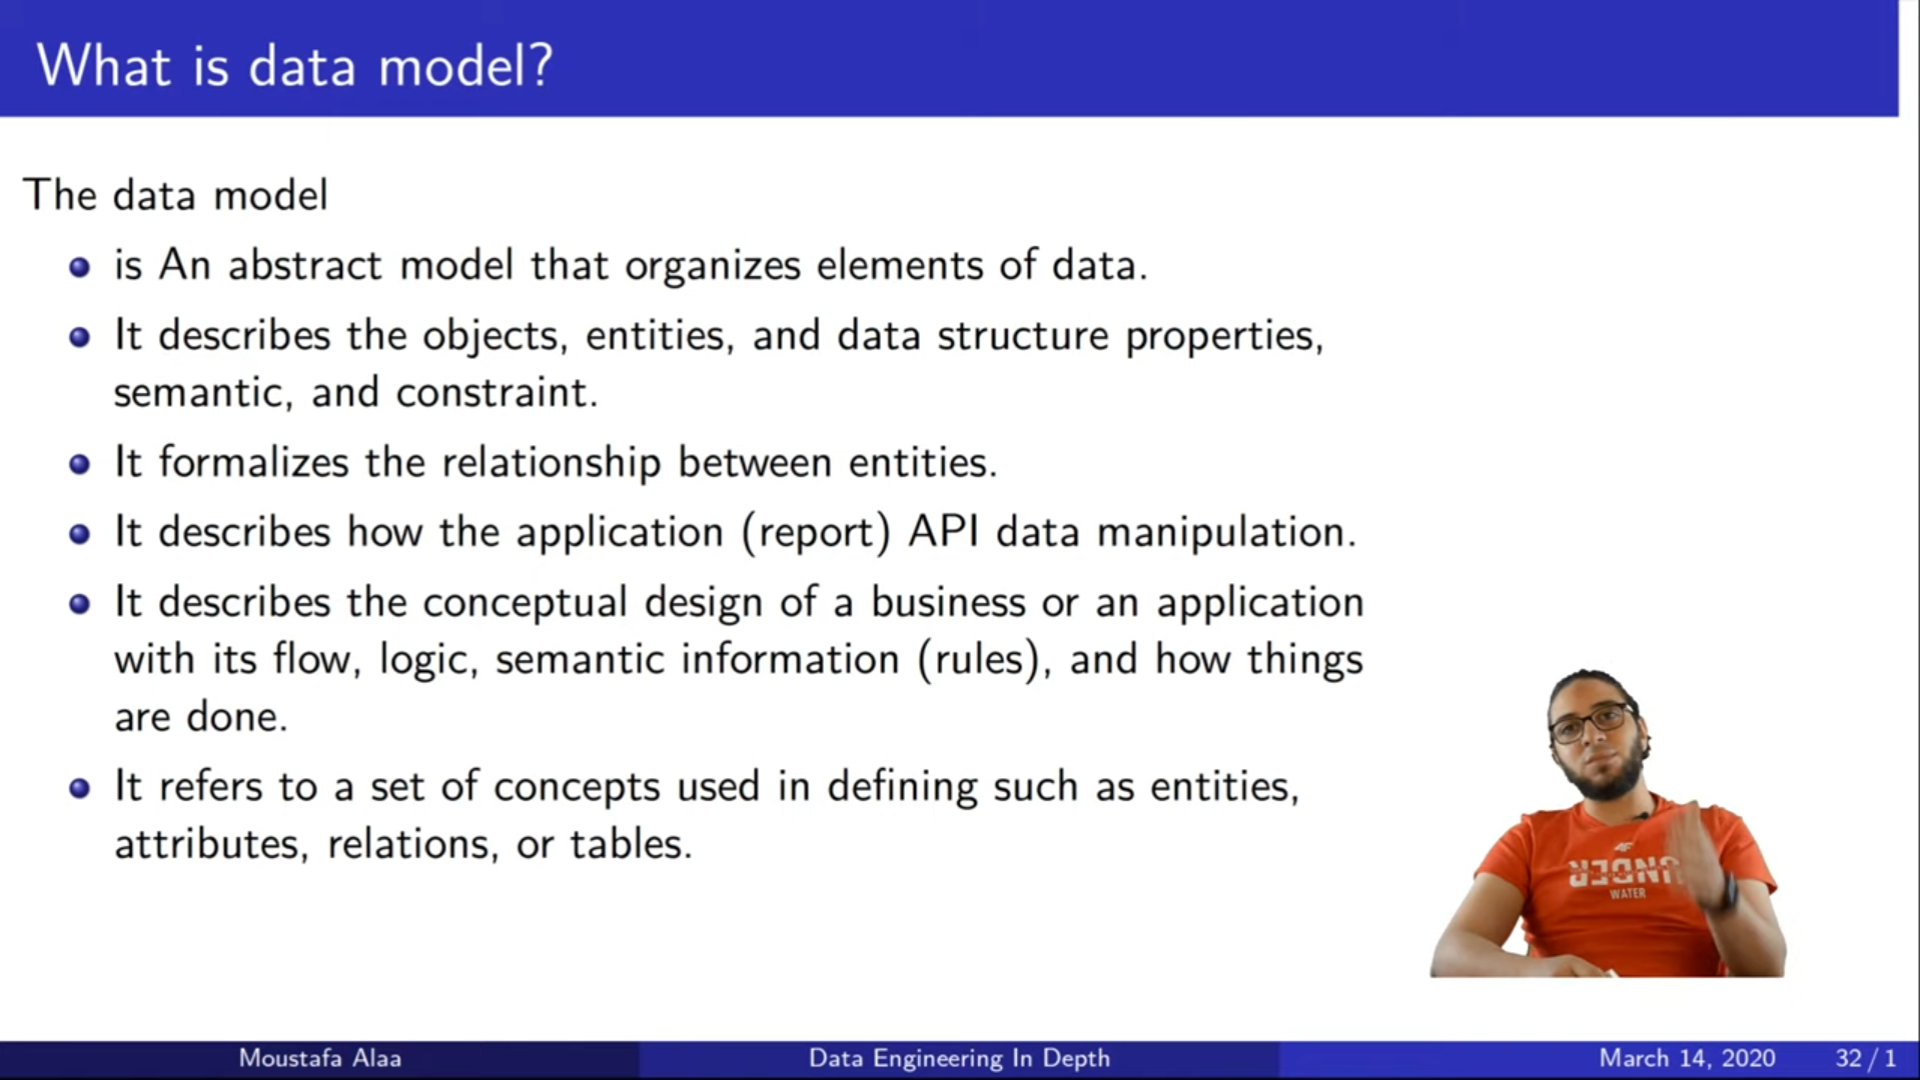 What is data model?
The data model
is An abstract model that organizes elements of data.
It describes the objects, entities, and data structure properties,
semantic, and constraint.
It formalizes the relationship between entities.
It describes how the application (report) API data manipulation.
It describes the conceptual design of a business or an application
with its flow, logic, semantic information (rules), and how things
are done.
It refers to a set of concepts used in defining such as entities,
attributes, relations, or tables.
4F
UNDER
WATER
Moustafa Alaa
Data Engineering In Depth
March 14, 2020
32 / 1